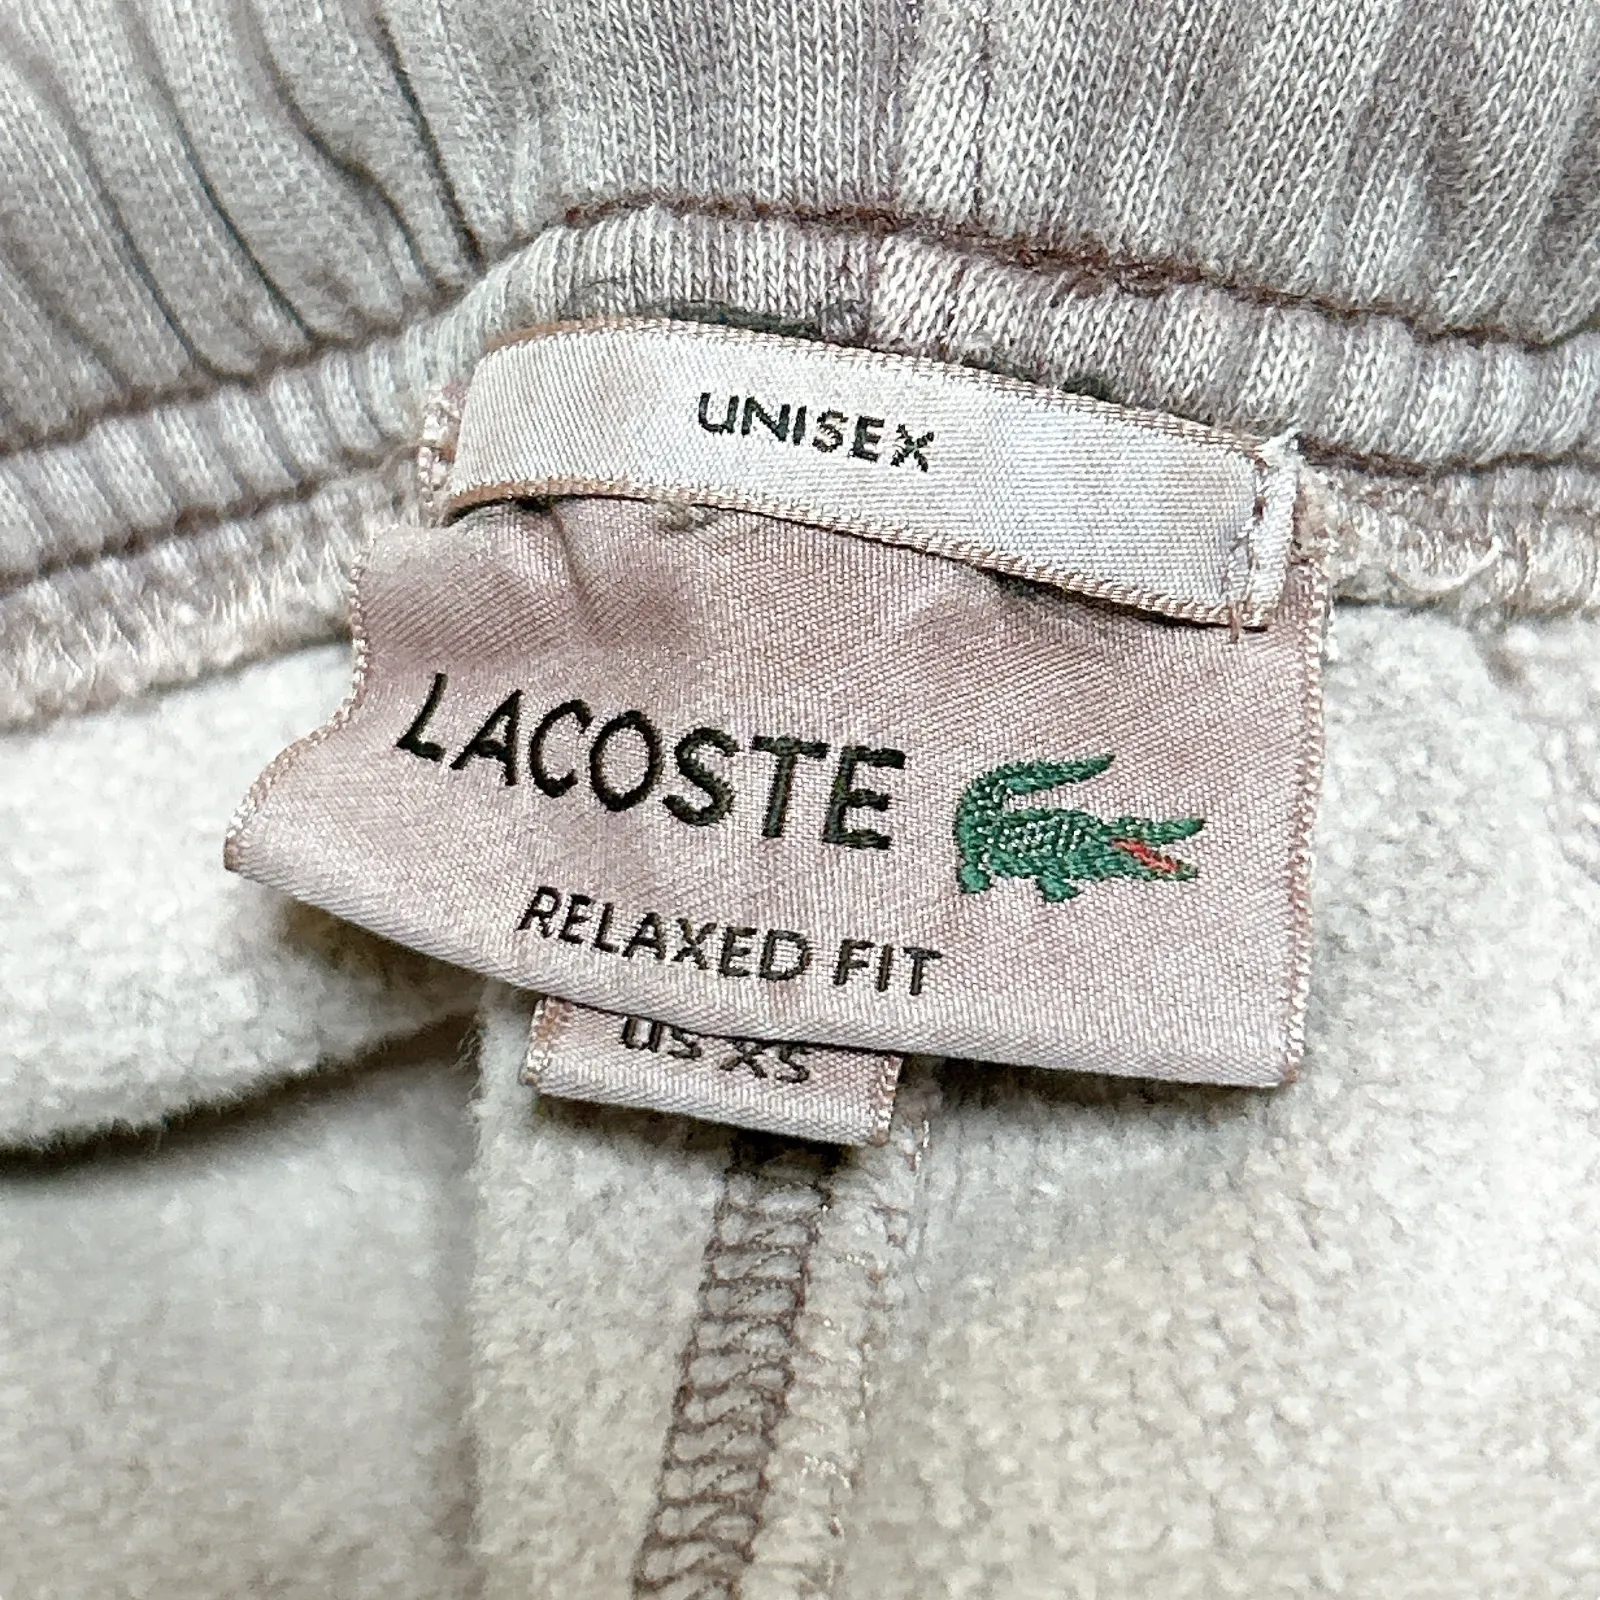 UNISEX
LACOSTE
RELAXED FIT
US XS